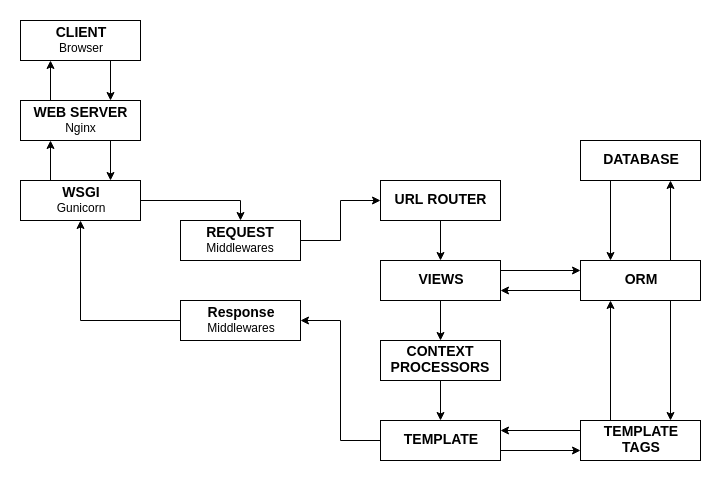 CLIENT
Browser
WEB SERVER
Nginx
WSGI
Gunicorn
REQUEST
Middlewares
Response
Middlewares
URL ROUTER
VIEWS
CONTEXT
PROCESSORS
TEMPLATE
DATABASE
ORM
TEMPLATE
TAGS